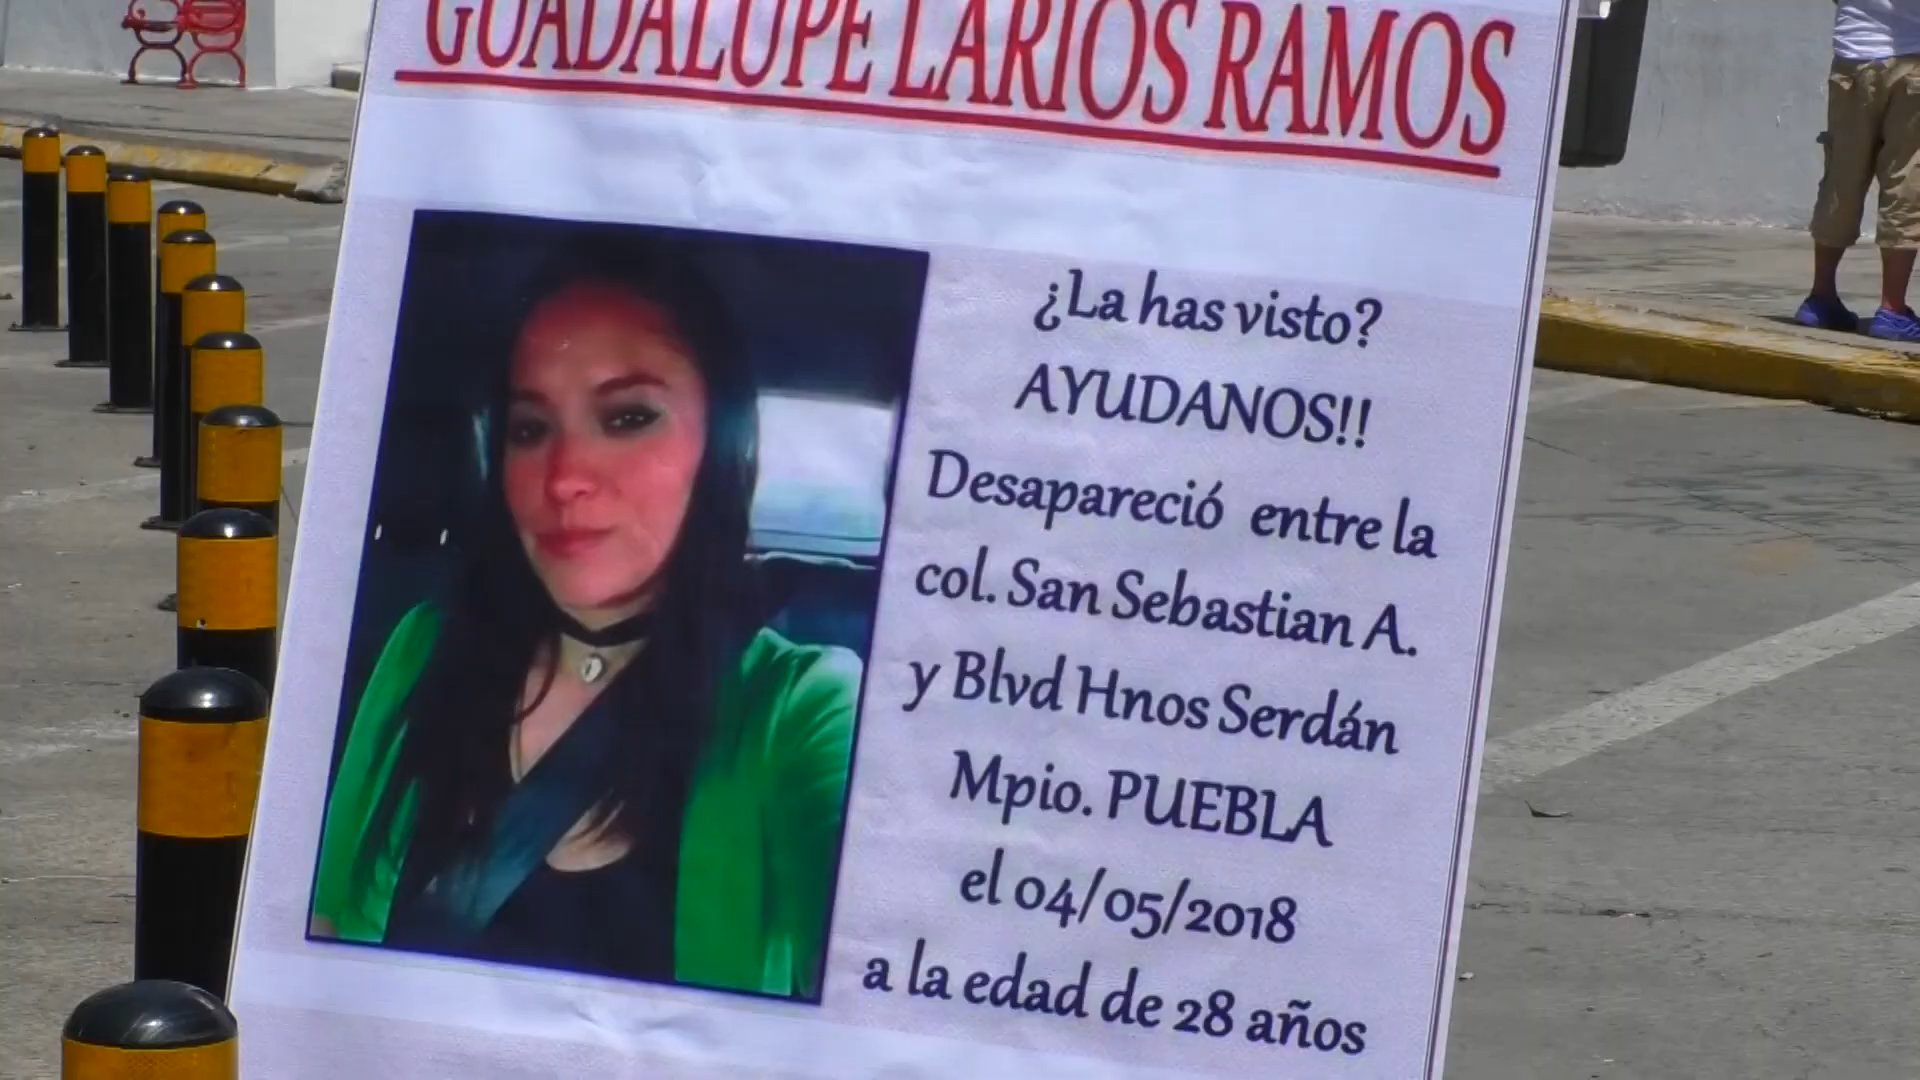 GUADALUPE LARIOS RAMOS
¿La has visto?
AYUDANOS!!
Desapareció entre la
col. San Sebastian A.
y Blvd Hnos Serdán
Mpio. PUEBLA
el 04/05/2018
a la edad de 28 años